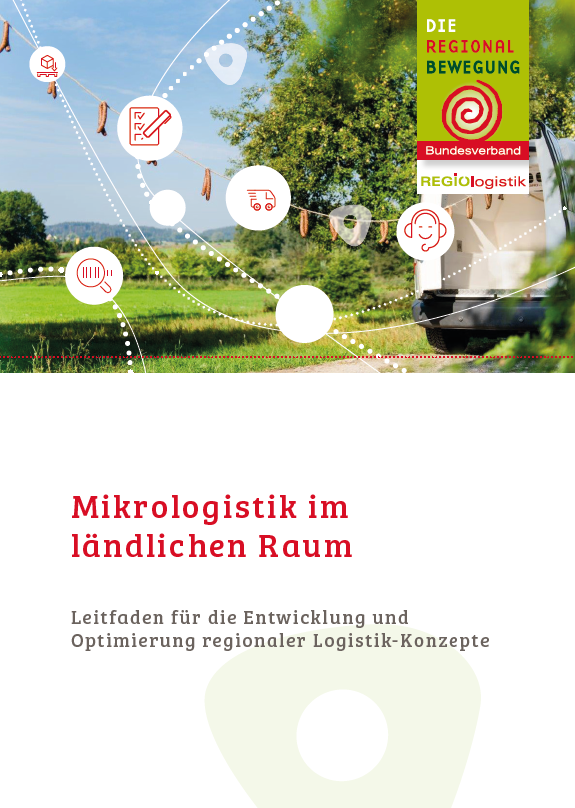 DIE
REGIONAL
BEWEGUNG
Bundesverband
REGIOlogistik
Mikrologistik im
ländlichen Raum
Leitfaden für die Entwicklung und
Optimierung regionaler Logistik-Konzepte